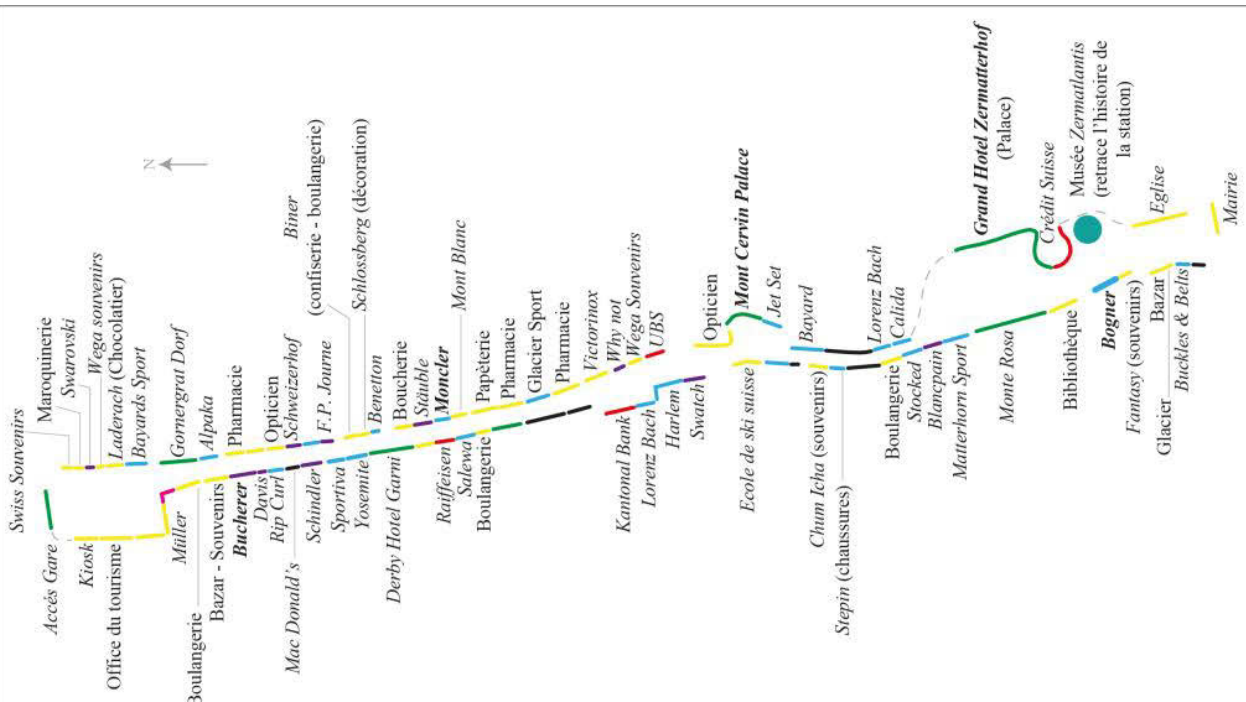 N
Swiss Souvenirs
Maroquinerie
Swarovski
Wega souvenirs
Laderach (Chocolatier)
Bayards Sport
Gornergrat Dorf
Alpaka
Pharmacie
Opticien
Schweizerhof
F.P. Journe
Biner
(confiserie - boulangerie)
Schlossberg (décoration)
Benetton
Boucherie
Stäuble
Moncler
Mont Blanc
Papèterie
Pharmacie
Glacier Sport
Pharmacie
Victorinox
Why not
Wega Souvenirs
UBS
Opticien
Mont Cervin Palace
Jet Set
Bayard
Lorenz Bach
Calida
Grand Hotel Zermatterhof
(Palace)
Crédit Suisse
Musée Zermatlantis
(retrace l'histoire de
la station)
Eglise
Mairie
Accés Gare
Kiosk
Office du tourisme
Müller
Boulangerie
Bazar - Souvenirs
Bucherer
Davis
Rip Curl
Mac Donald's
Schindler
Sportiva
Yosemite
Derby Hotel Garni
Raiffeisen
Salewa
Boulangerie
Kantonal Bank
Lorenz Bach
Harlem
Swatch
Ecole de ski suisse
Chum Icha (souvenirs)
Stepin (chaussures)
Boulangerie
Stocked
Blancpain
Matterhorn Sport
Monte Rosa
Bibliothèque
Bogner
Fantasy (souvenirs)
Glacier
Bazar
Buckles & Belts